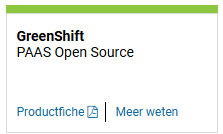 GreenShift
PAAS Open Source
Productfiche | Meer weten